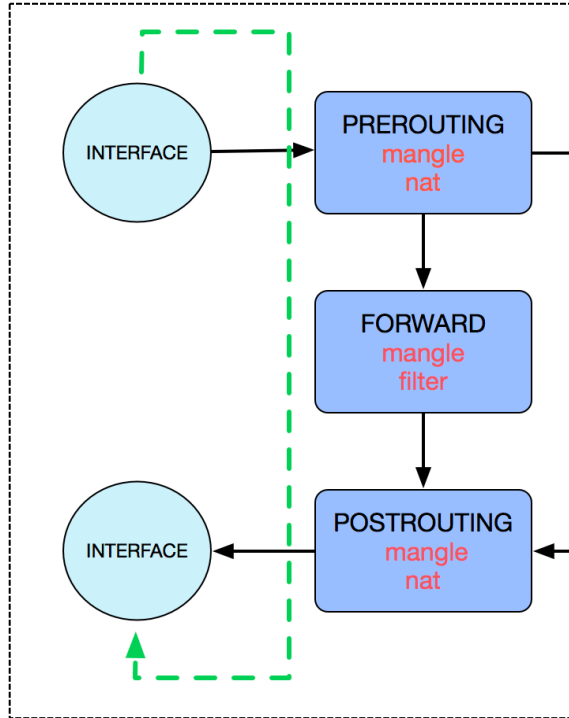 INTERFACE
PREROUTING
mangle
nat
FORWARD
mangle
filter
INTERFACE
POSTROUTING
mangle
nat